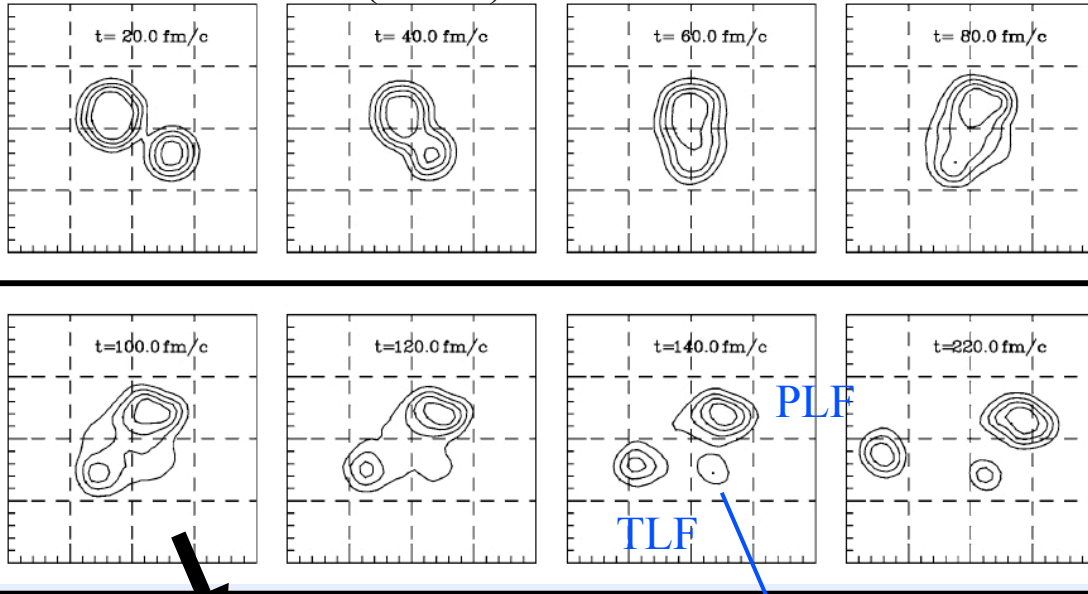 t= 20.0 fm/c
t= 40.0 fm/c
t= 60.0 fm/c
t= 80.0 fm/c
t=100.0 fm/c
t=120.0 fm/c
t=140.0 fm/c
t=220.0 fm/c
PLF
TLF